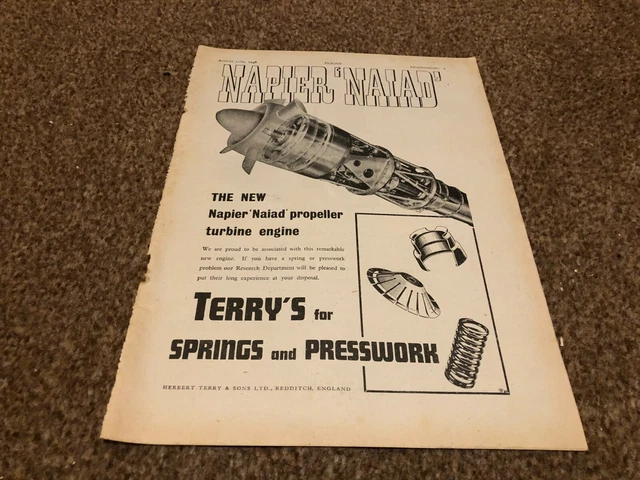 1948
FLIGHT
NAPIER 'NAIAD'
THE NEW
Napier 'Naiad' propeller
turbine engine
We are proud to be associated with this remarkable
new engine. If you have a spring or presswork
problem our Research Department will be pleased to
put their long experience at your disposal.
TERRY'S for
SPRINGS and PRESSWORK
HERBERT TERRY & SONS LTD., REDDITCH, ENGLAND